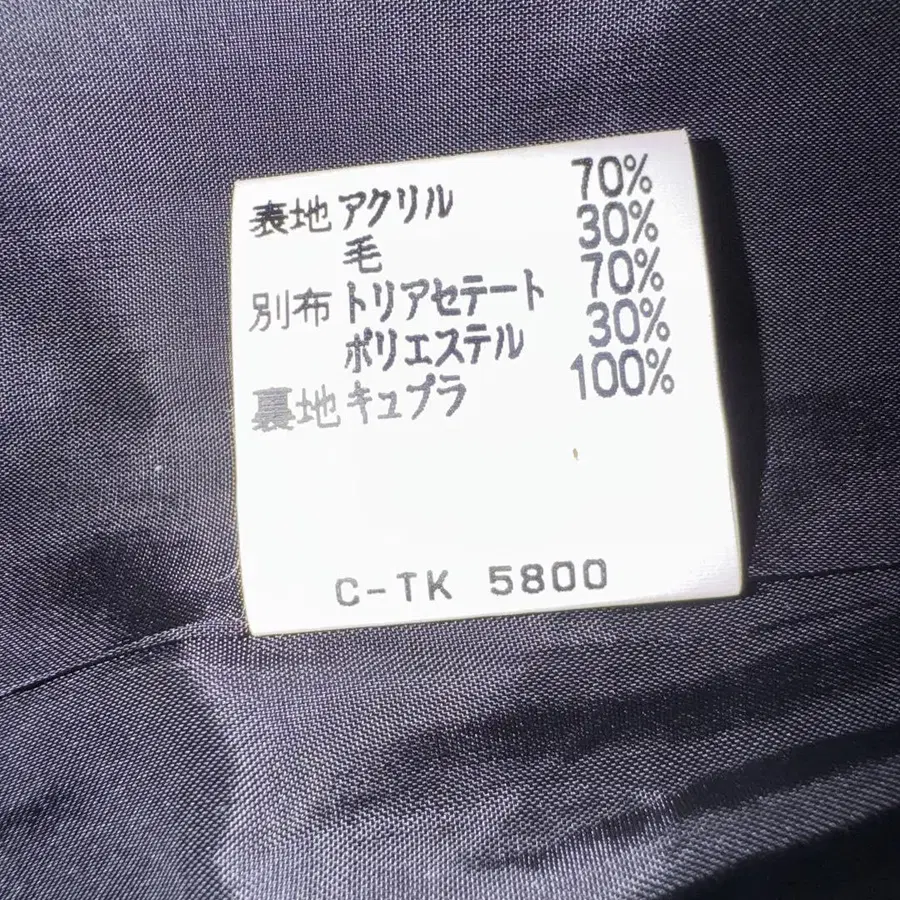 表地 アクリル 70%
毛 30%
別布 トリアセテート 70%
ポリエステル 30%
裏地 キュプラ 100%
C-TK 5800